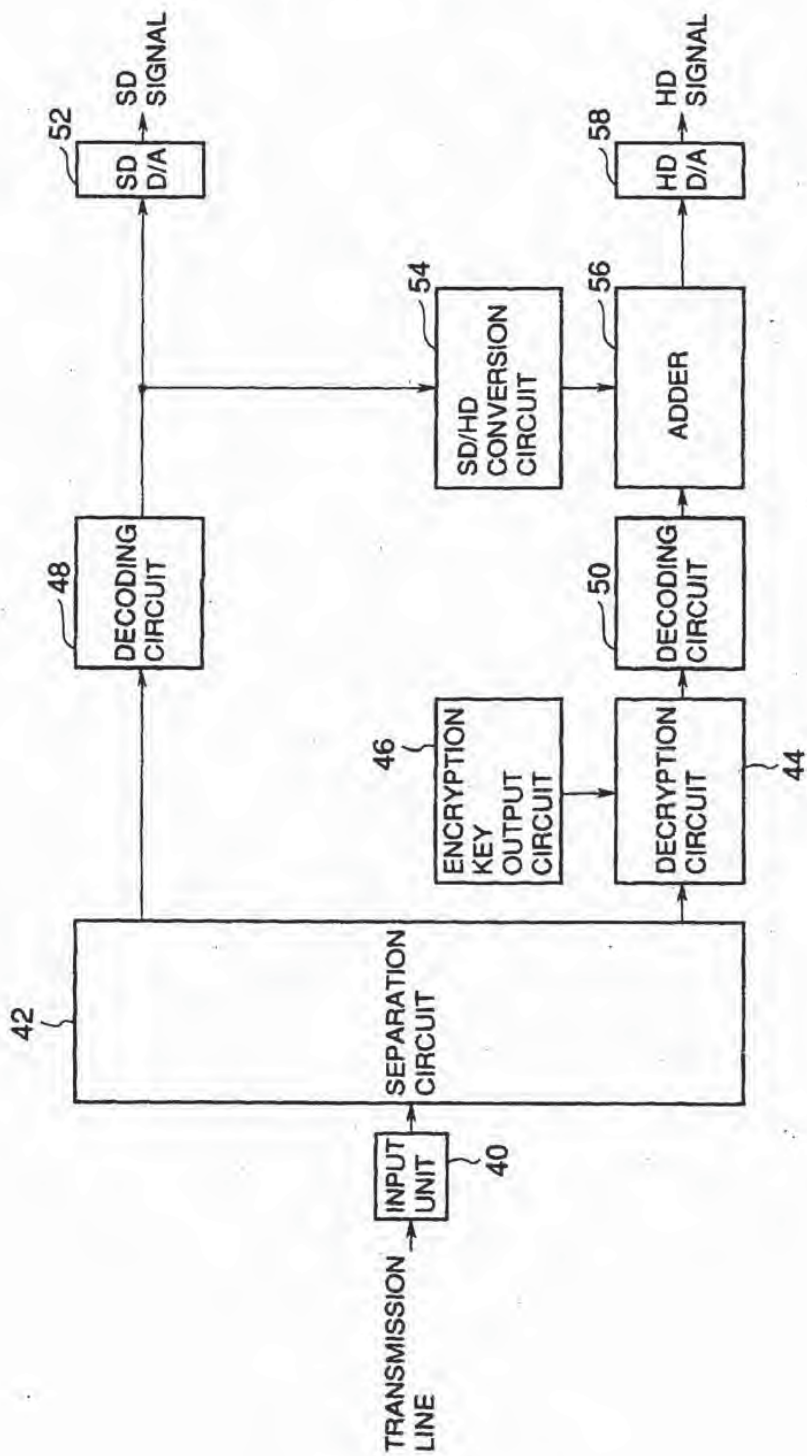 TRANSMISSION
LINE
INPUT
UNIT
40
42
SEPARATION
CIRCUIT
48
DECODING
CIRCUIT
52
SD
D/A
SD
SIGNAL
54
SD/HD
CONVERSION
CIRCUIT
46
ENCRYPTION
KEY
OUTPUT
CIRCUIT
DECRYPTION
CIRCUIT
44
50
DECODING
CIRCUIT
56
ADDER
58
HD
D/A
HD
SIGNAL